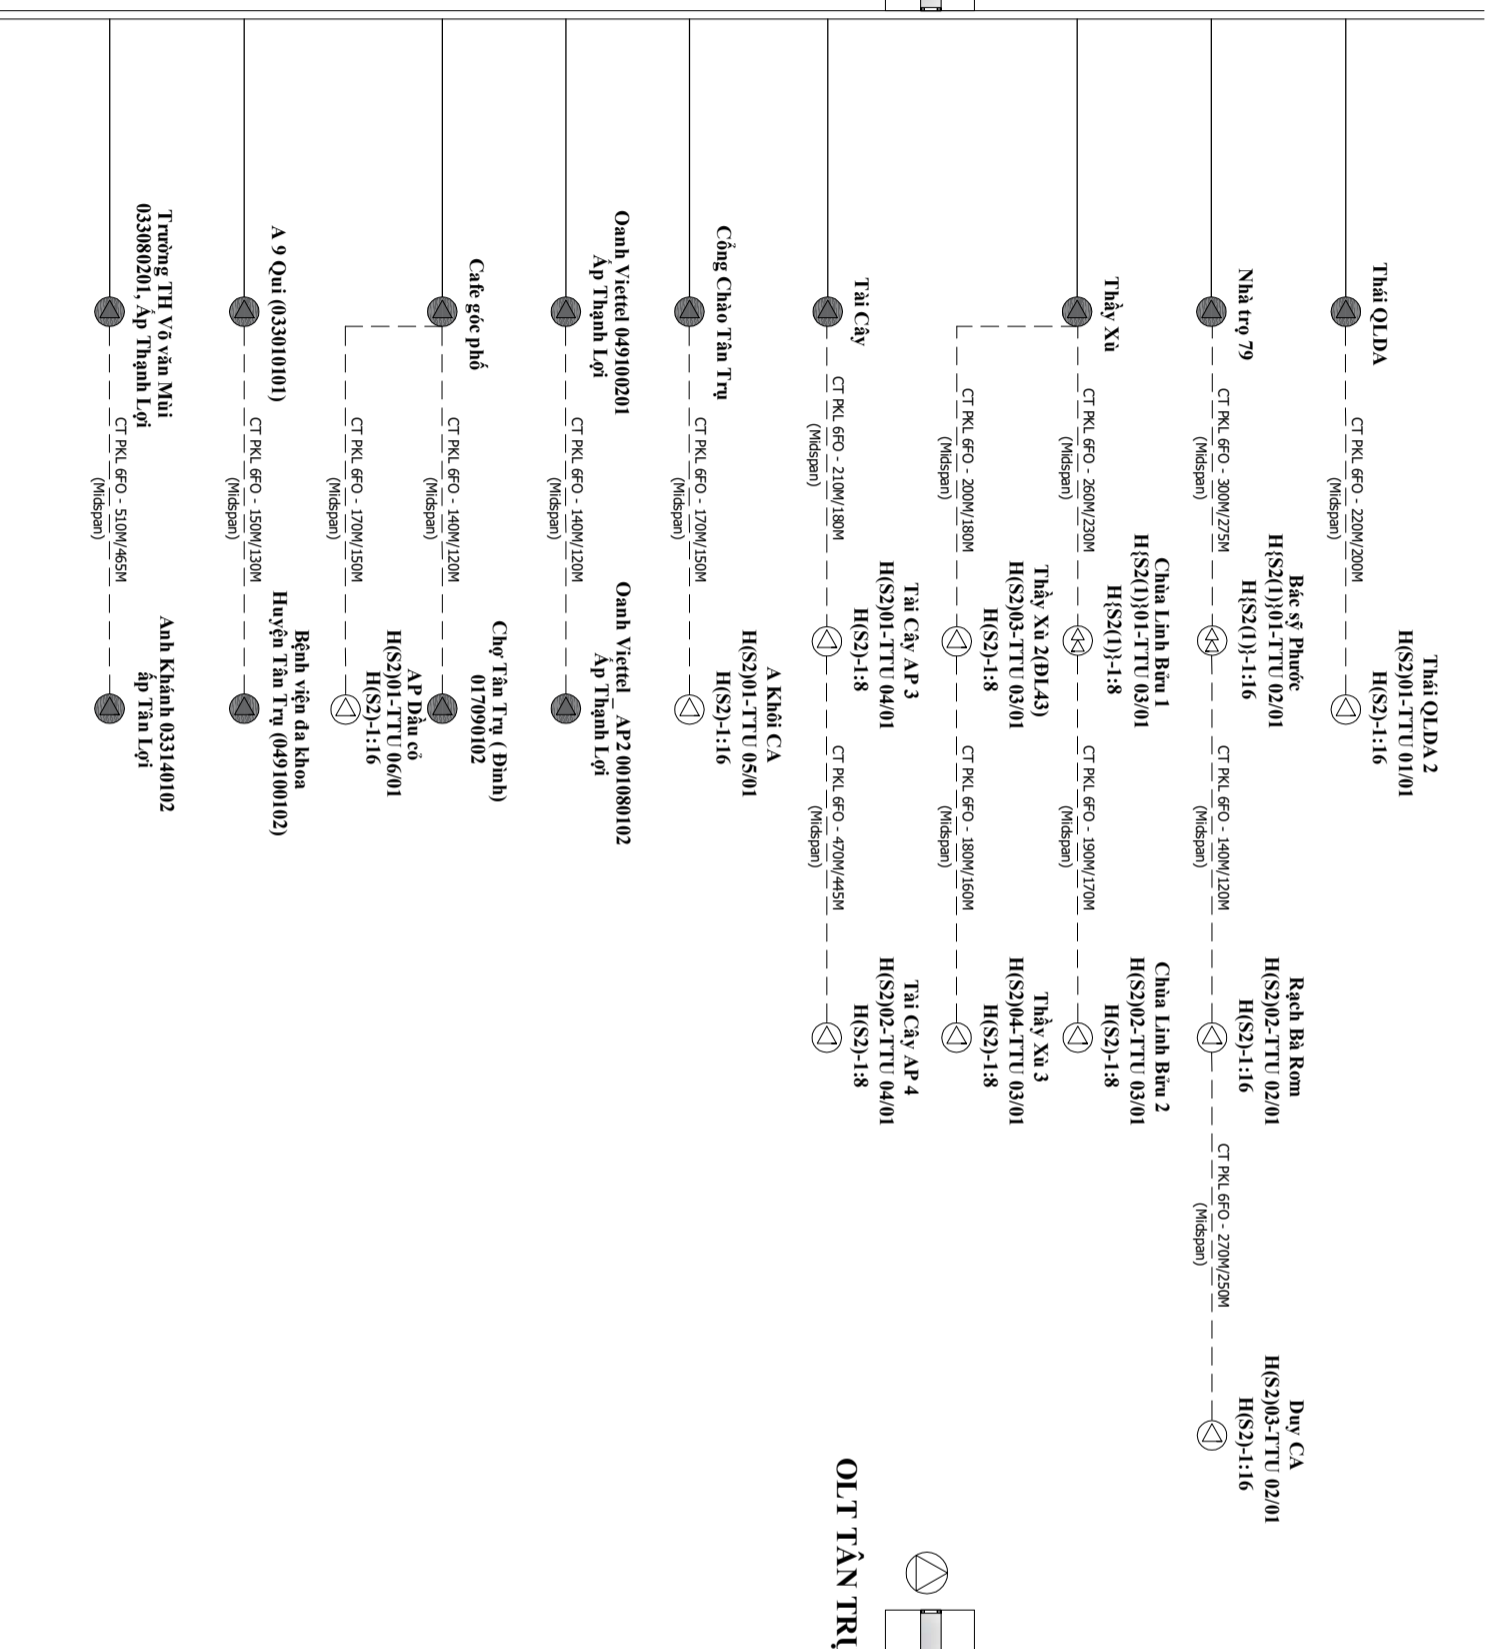 Thái QLDA
CT PKL 6FO - 220M/200M
(Midspan)
Thái QLDA 2
H(S2)01-TTU 01/01
H(S2)-1:16
Nhà trọ 79
CT PKL 6FO - 300M/275M
(Midspan)
Bác sỹ Phước
H{S2(1)}01-TTU 02/01
H{S2(1)}-1:16
CT PKL 6FO - 140M/120M
(Midspan)
Rạch Bà Rơm
H(S2)02-TTU 02/01
H(S2)-1:16
CT PKL 6FO - 270M/250M
(Midspan)
Duy CA
H(S2)03-TTU 02/01
H(S2)-1:16
Thầy Xù
CT PKL 6FO - 260M/230M
(Midspan)
Chùa Linh Bửu 1
H{S2(1)}01-TTU 03/01
H{S2(1)}-1:8
CT PKL 6FO - 190M/170M
(Midspan)
Chùa Linh Bửu 2
H(S2)02-TTU 03/01
H(S2)-1:8
CT PKL 6FO - 200M/180M
(Midspan)
Thầy Xù 2(ĐL43)
H(S2)03-TTU 03/01
H(S2)-1:8
CT PKL 6FO - 180M/160M
(Midspan)
Thầy Xù 3
H(S2)04-TTU 03/01
H(S2)-1:8
Tài Cây
CT PKL 6FO - 210M/180M
(Midspan)
Tài Cây AP 3
H(S2)01-TTU 04/01
H(S2)-1:8
CT PKL 6FO - 470M/445M
(Midspan)
Tài Cây AP 4
H(S2)02-TTU 04/01
H(S2)-1:8
OLT TÂN TRỤ
Cổng Chào Tân Trụ
CT PKL 6FO - 170M/150M
(Midspan)
A Khôi CA
H(S2)01-TTU 05/01
H(S2)-1:16
Oanh Viettel 049100201
Ấp Thạnh Lợi
CT PKL 6FO - 140M/120M
(Midspan)
Oanh Viettel_ AP2 001080102
Ấp Thạnh Lợi
Cafe góc phố
CT PKL 6FO - 140M/120M
(Midspan)
Chợ Tân Trụ ( Đình)
017090102
CT PKL 6FO - 170M/150M
(Midspan)
AP Dầu cỏ
H(S2)01-TTU 06/01
H(S2)-1:16
A 9 Qui (033010101)
CT PKL 6FO - 150M/130M
(Midspan)
Bệnh viện đa khoa
Huyện Tân Trụ (049100102)
Trường TH Võ văn Mùi
033080201, Ấp Thạnh Lợi
CT PKL 6FO - 510M/465M
(Midspan)
Anh Khánh 033140102
ấp Tân Lợi